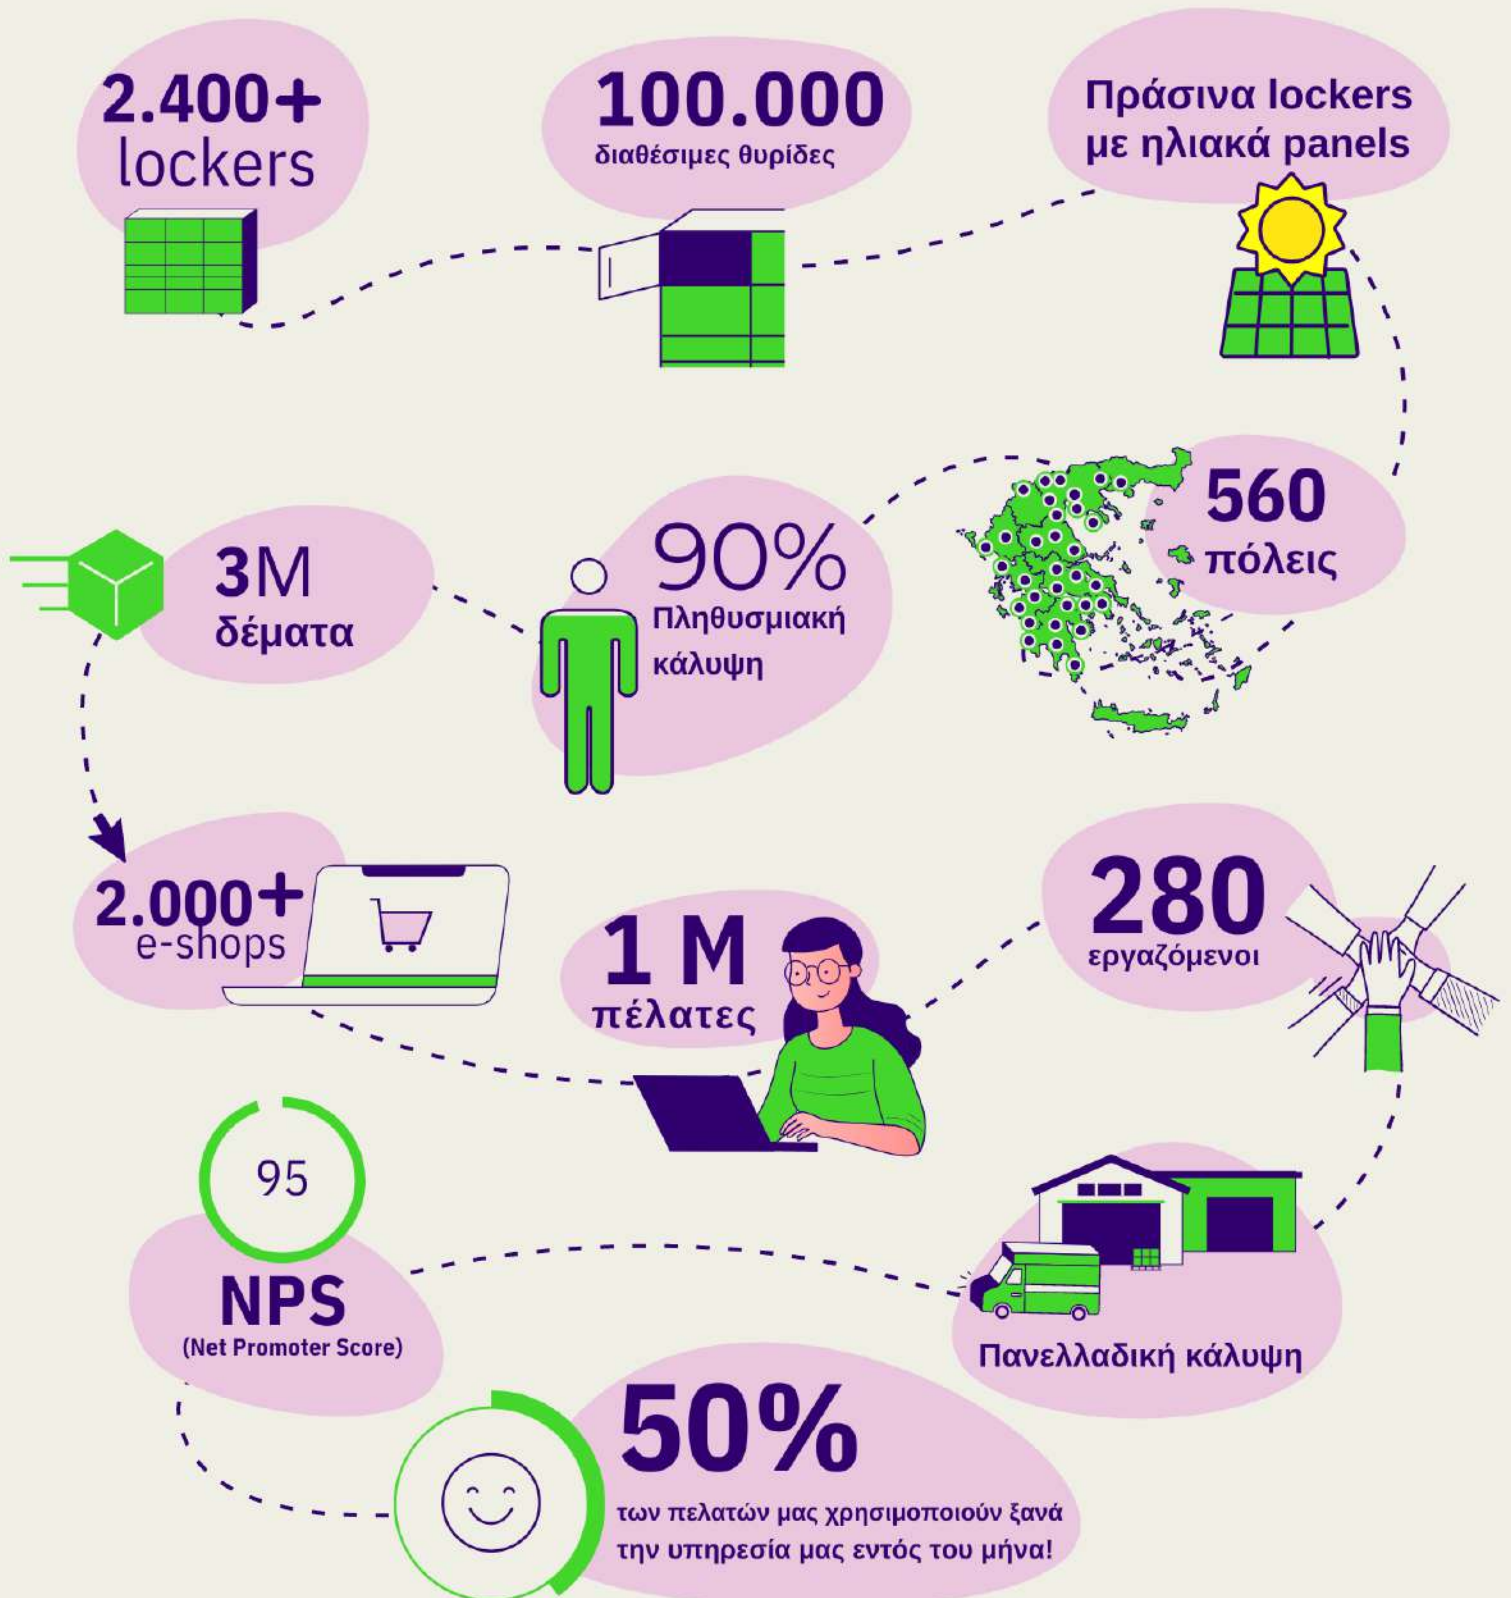 2.400+
lockers
100.000
διαθέσιμες θυρίδες
Πράσινα lockers
με ηλιακά panels
560
πόλεις
90%
Πληθυσμιακή
κάλυψη
3M
δέματα
2.000+
e-shops
1 M
πέλατες
280
εργαζόμενοι
Πανελλαδική κάλυψη
95
NPS
(Net Promoter Score)
50%
των πελατών μας χρησιμοποιούν ξανά
την υπηρεσία μας εντός του μήνα!